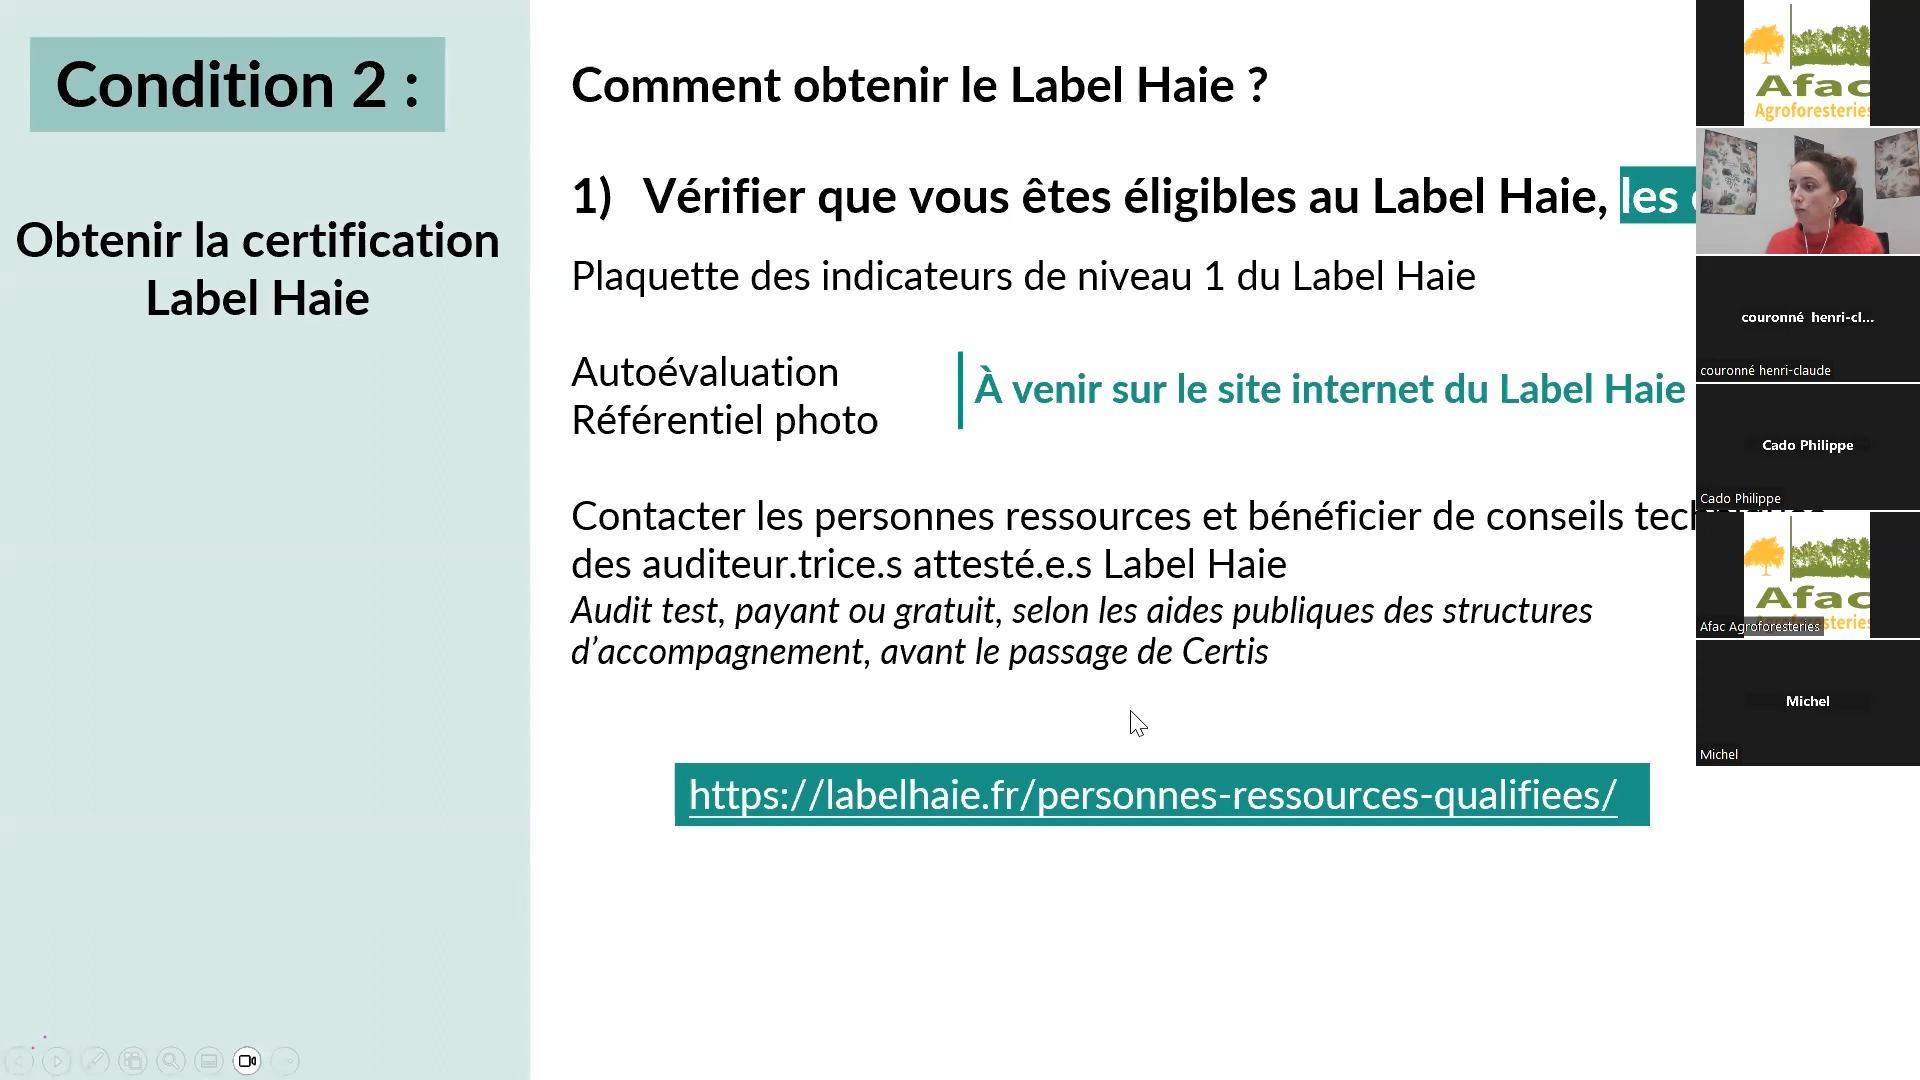 Condition 2 :
Obtenir la certification
Label Haie
Comment obtenir le Label Haie ?
1) Vérifier que vous êtes éligibles au Label Haie, les
Plaquette des indicateurs de niveau 1 du Label Haie
Autoévaluation
Référentiel photo
À venir sur le site internet du Label Haie
Contacter les personnes ressources et bénéficier de conseils
des auditeur.trice.s attesté.e.s Label Haie
Audit test, payant ou gratuit, selon les aides publiques des structures
d’accompagnement, avant le passage de Certis
https://labelhaie.fr/personnes-ressources-qualifiees/
Afac
Agroforesteries
couronné henri-cl...
couronné henri-claude
Cado Philippe
Cado Philippe
Afac
Afac Agroforesteries
Michel
Michel